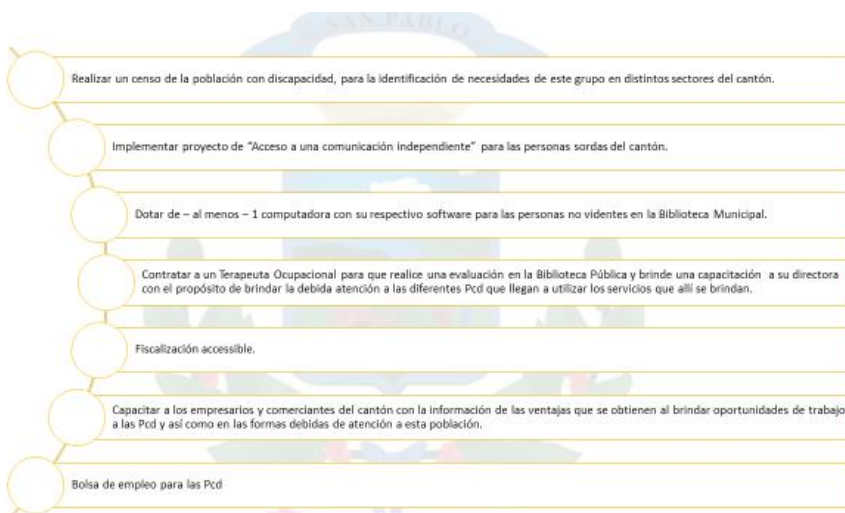 SAN PABLO
Realizar un censo de la población con discapacidad, para la identificación de necesidades de este grupo en distintos sectores del cantón.
Implementar proyecto de “Acceso a una comunicación independiente” para las personas sordas del cantón.
Dotar de – al menos – 1 computadora con su respectivo software para las personas no videntes en la Biblioteca Municipal.
Contratar a un Terapeuta Ocupacional para que realice una evaluación en la Biblioteca Pública y brinde una capacitación a su directora
con el propósito de brindar la debida atención a las diferentes Pcd que llegan a utilizar los servicios que allí se brindan.
Fiscalización accessible.
Capacitar a los empresarios y comerciantes del cantón con la información de las ventajas que se obtienen al brindar oportunidades de trabajo
a las Pcd y así como en las formas debidas de atención a esta población.
Bolsa de empleo para las Pcd